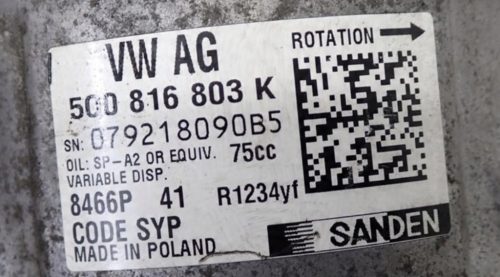 VW AG
ROTATION
5Q0 816 803 K
SN: 079218090B5
OIL: SP-A2 OR EQUIV. 75cc
VARIABLE DISP.
8466P 41 R1234yf
CODE SYP
MADE IN POLAND
SANDEN